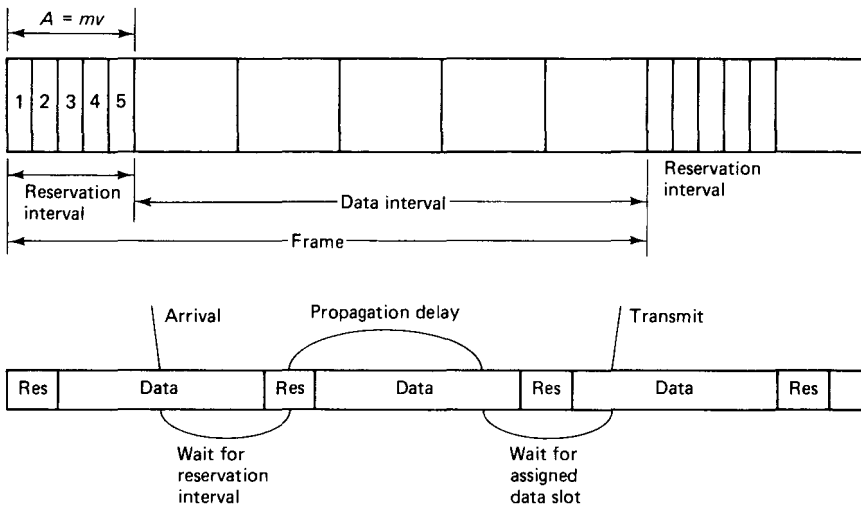 A = mv
1 2 3 4 5
Reservation
interval
Data interval
Reservation
interval
Frame
Arrival
Propagation delay
Transmit
Res Data Res Data Res Data Res
Wait for
reservation
interval
Wait for
assigned
data slot